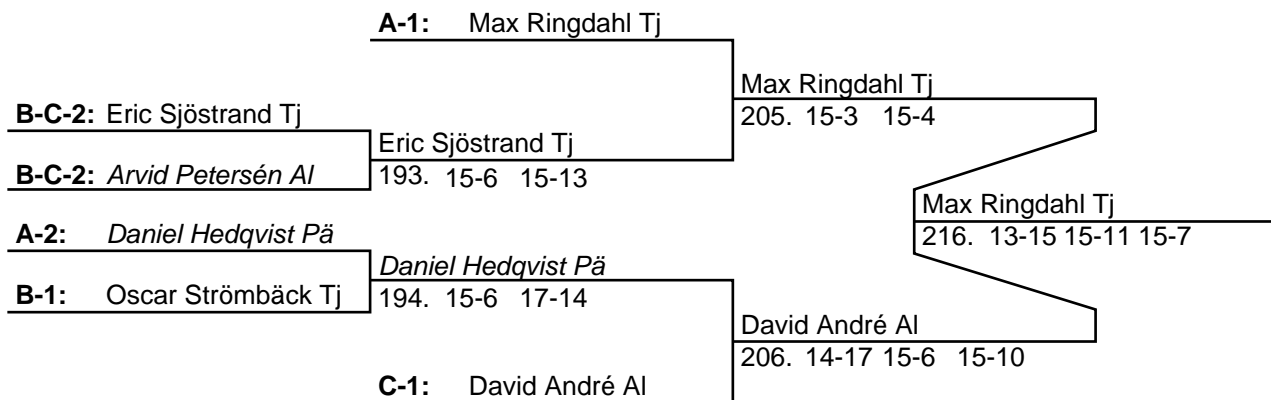 A-1: Max Ringdahl Tj
Max Ringdahl Tj
B-C-2: Eric Sjöstrand Tj
205. 15-3 15-4
Eric Sjöstrand Tj
B-C-2: Arvid Petersén Al
193. 15-6 15-13
Max Ringdahl Tj
A-2: Daniel Hedqvist Pä
216. 13-15 15-11 15-7
Daniel Hedqvist Pä
B-1: Oscar Strömbäck Tj
194. 15-6 17-14
David André Al
206. 14-17 15-6 15-10
C-1: David André Al